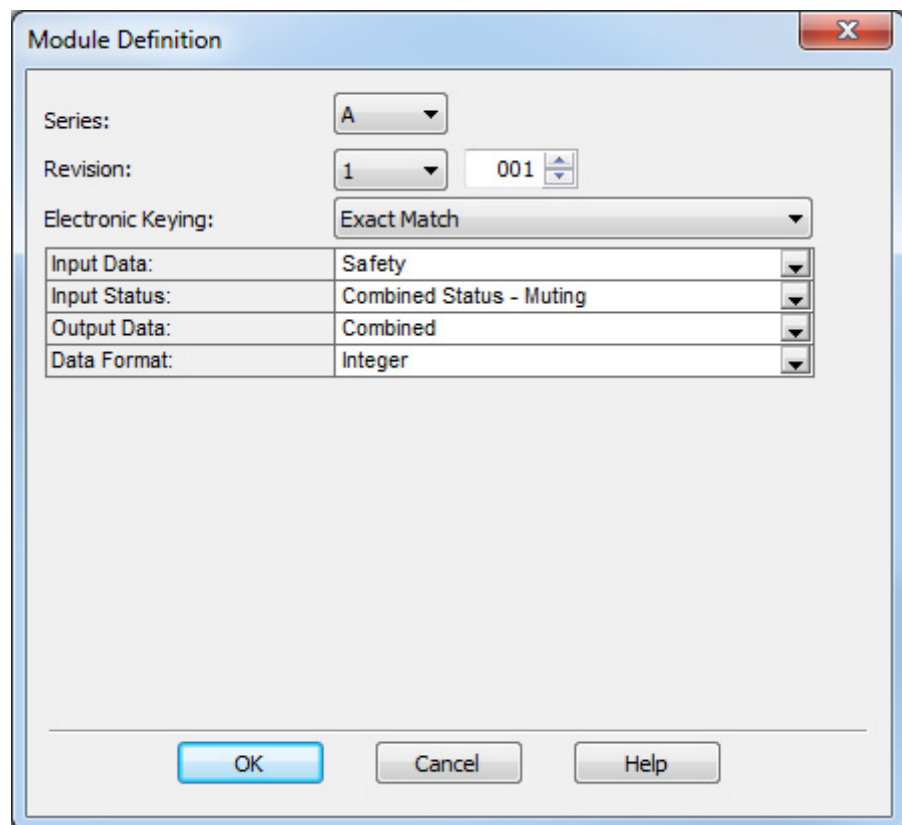 Module Definition
Series: A
Revision: 1 001
Electronic Keying: Exact Match
Input Data: Safety
Input Status: Combined Status - Muting
Output Data: Combined
Data Format: Integer
OK Cancel Help